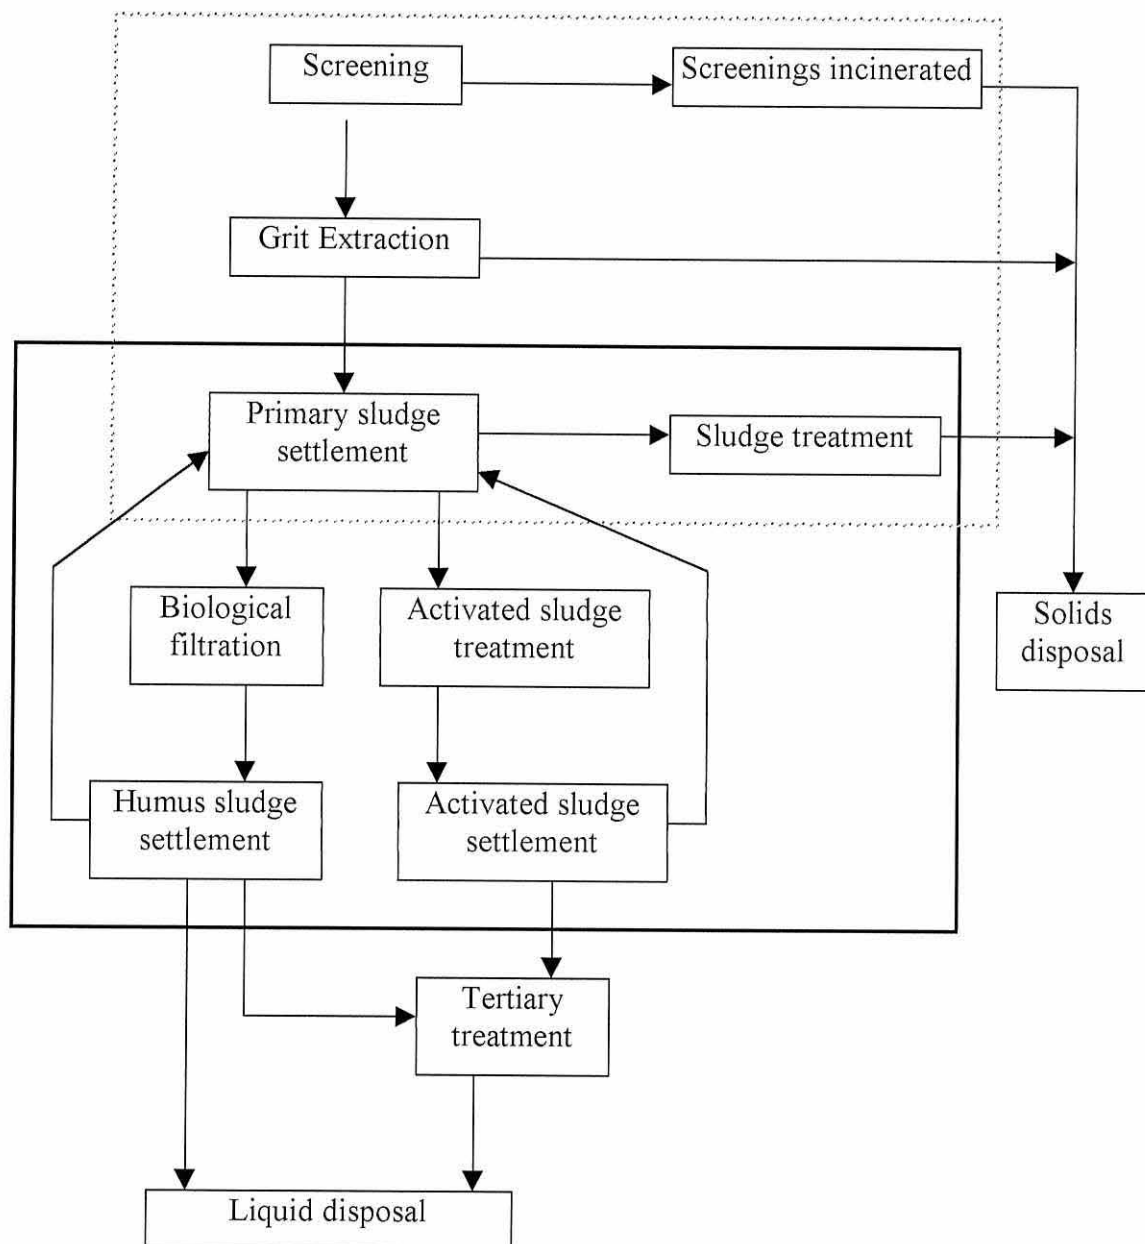 Screening
Screenings incinerated
Grit Extraction
Primary sludge
settlement
Sludge treatment
Biological
filtration
Activated sludge
treatment
Solids
disposal
Humus sludge
settlement
Activated sludge
settlement
Tertiary
treatment
Liquid disposal